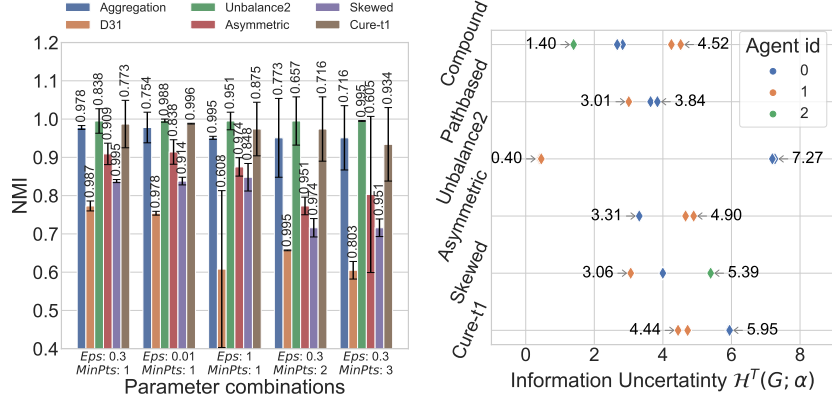 Aggregation
Unbalance2
Skewed
D31
Asymmetric
Cure-t1
NMI
1.2
1.1
1.0
0.9
0.8
0.7
0.6
0.5
0.4
0.978
0.987
0.838
0.909
0.995
0.773
0.754
0.978
0.988
0.838
0.914
0.996
0.995
0.608
0.951
0.974
0.848
0.875
0.773
0.995
0.657
0.951
0.974
0.716
0.716
0.803
0.995
0.605
0.951
0.934
Eps: 0.3
MinPts: 1
Eps: 0.01
MinPts: 1
Eps: 1
MinPts: 1
Eps: 0.3
MinPts: 2
Eps: 0.3
MinPts: 3
Parameter combinations
Compound
Pathbased
Unbalance2
Asymmetric
Skewed
Cure-t1
1.40
4.52
3.01
3.84
0.40
7.27
3.31
4.90
3.06
5.39
4.44
5.95
Agent id
0
1
2
0
2
4
6
8
Information Uncertatinty ℋᵀ(G; α)